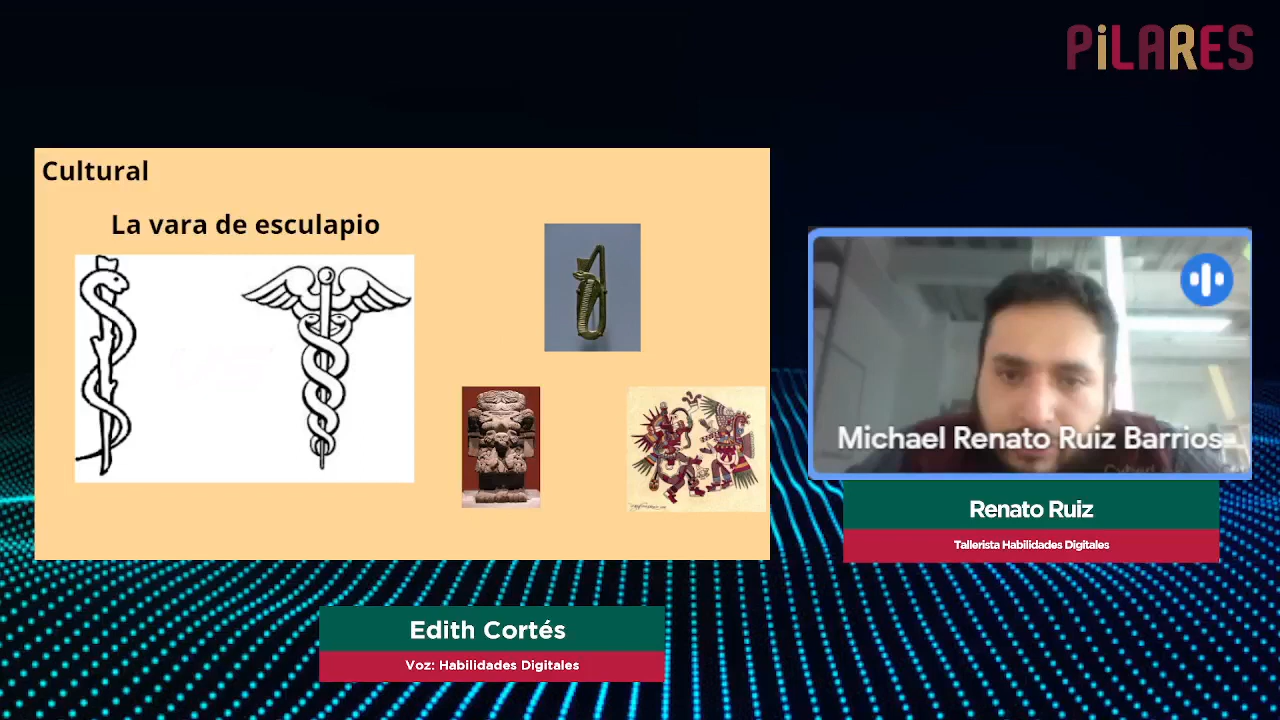 PiLARES
Cultural
La vara de esculapio
Michael Renato Ruiz Barrios
Renato Ruiz
Tallerista Habilidades Digitales
Edith Cortés
Voz: Habilidades Digitales